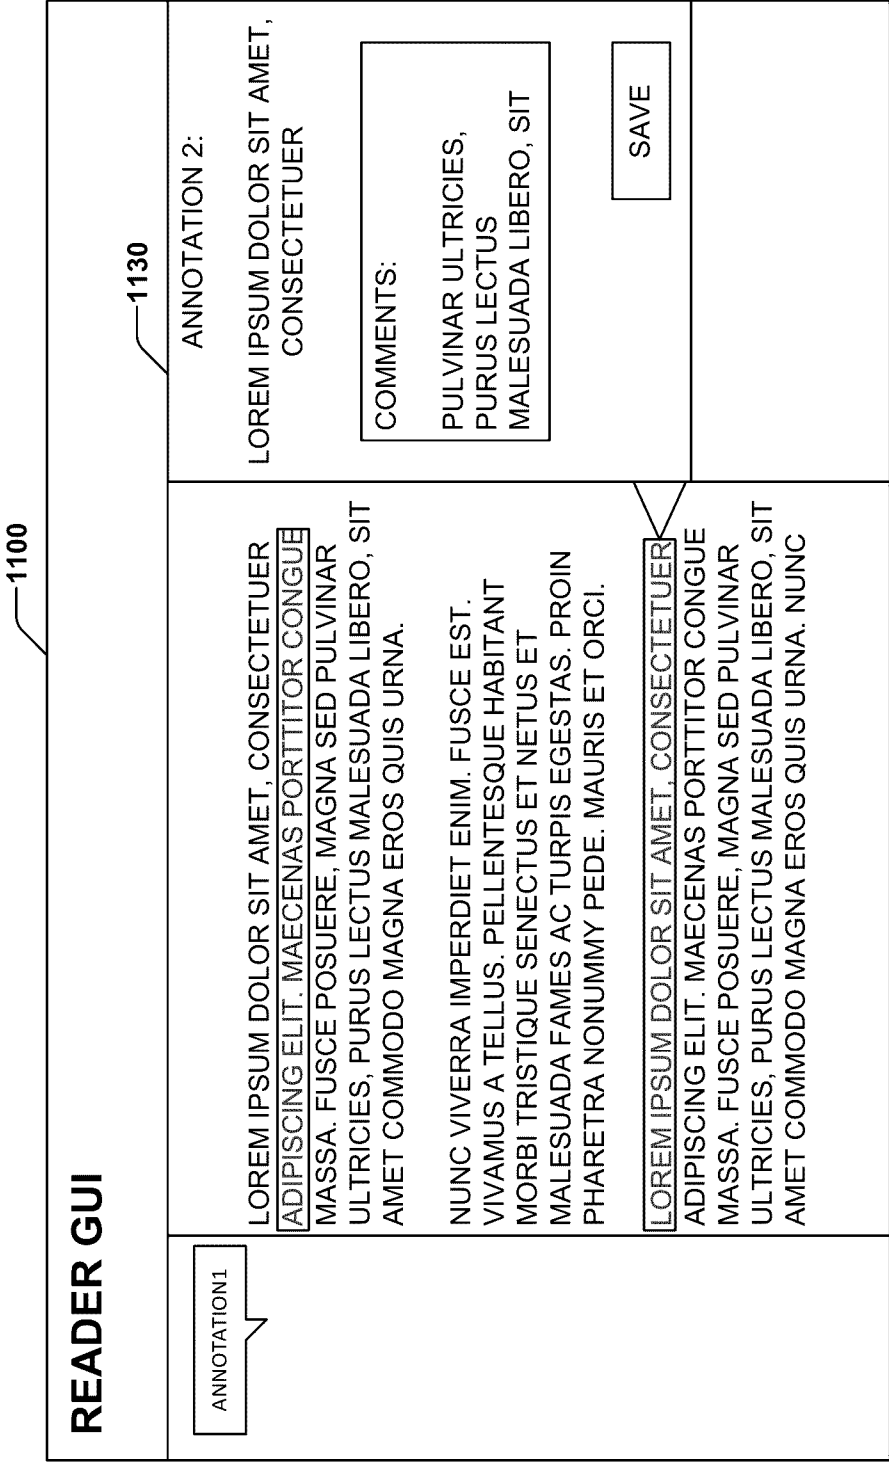 1100
READER GUI
1130
ANNOTATION1
LOREM IPSUM DOLOR SIT AMET, CONSECTETUER
ADIPISCING ELIT. MAECENAS PORTTITOR CONGUE
MASSA. FUSCE POSUERE, MAGNA SED PULVINAR
ULTRICIES, PURUS LECTUS MALESUADA LIBERO, SIT
AMET COMMODO MAGNA EROS QUIS URNA.
NUNC VIVERRA IMPERDIET ENIM. FUSCE EST.
VIVAMUS A TELLUS. PELLENTESQUE HABITANT
MORBI TRISTIQUE SENECTUS ET NETUS ET
MALESUADA FAMES AC TURPIS EGESTAS. PROIN
PHARETRA NONUMMY PEDE. MAURIS ET ORCI.
LOREM IPSUM DOLOR SIT AMET, CONSECTETUER
ADIPISCING ELIT. MAECENAS PORTTITOR CONGUE
MASSA. FUSCE POSUERE, MAGNA SED PULVINAR
ULTRICIES, PURUS LECTUS MALESUADA LIBERO, SIT
AMET COMMODO MAGNA EROS QUIS URNA. NUNC
ANNOTATION 2:
LOREM IPSUM DOLOR SIT AMET,
CONSECTETUER
COMMENTS:
PULVINAR ULTRICIES,
PURUS LECTUS
MALESUADA LIBERO, SIT
SAVE